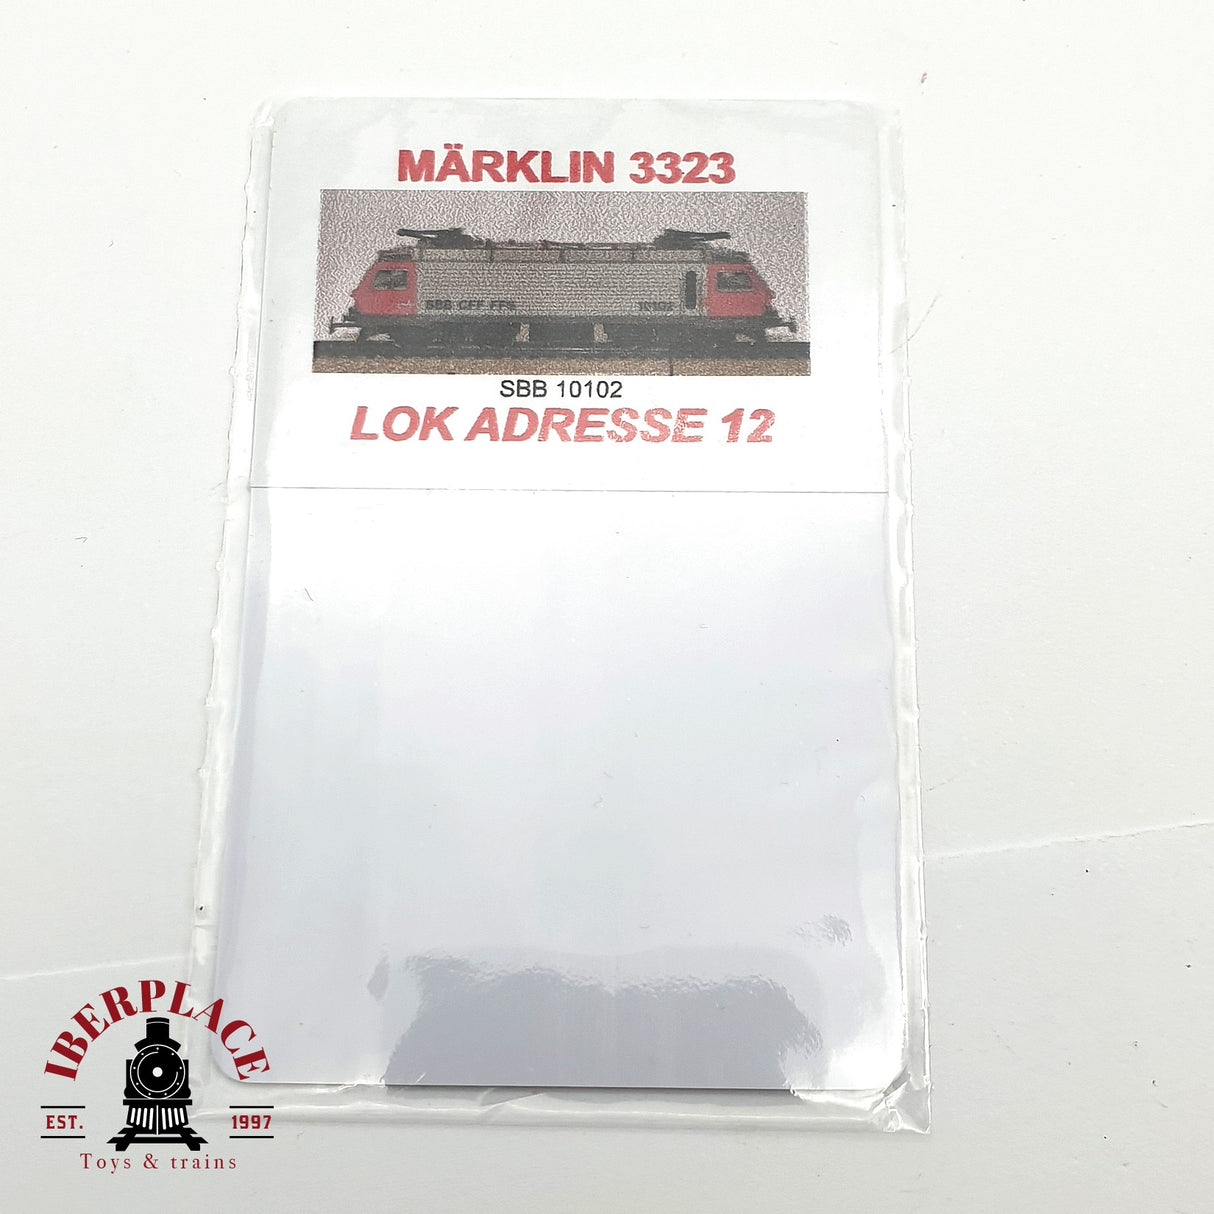 MÄRKLIN 3323
SBB CFF FFS
SBB 10102
LOK ADRESSE 12
IBERPLACE
EST. 1997
Toys & trains